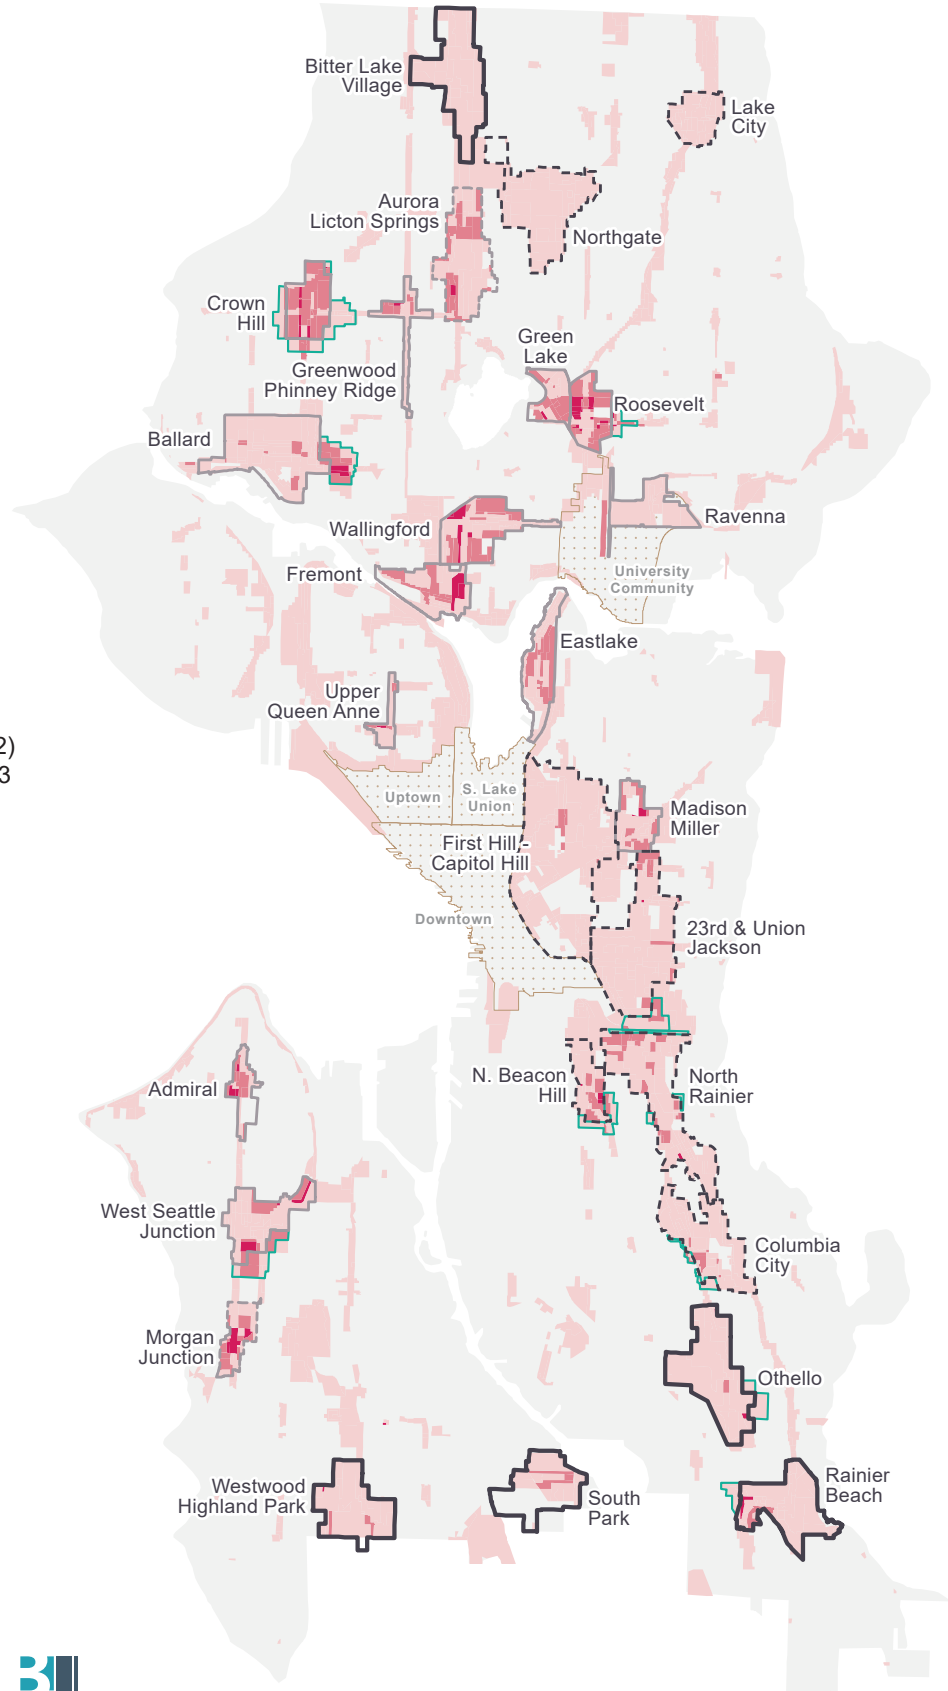 Bitter Lake
Village
Lake
City
Aurora
Licton Springs
Northgate
Crown
Hill
Green
Lake
Greenwood
Phinney Ridge
Roosevelt
Ballard
Ravenna
Wallingford
Fremont
University
Community
Eastlake
Upper
Queen Anne
2)
3
Uptown
S. Lake
Union
Madison
Miller
First Hill -
Capitol Hill
Downtown
23rd & Union
Jackson
N. Beacon
Hill
North
Rainier
Admiral
West Seattle
Junction
Columbia
City
Morgan
Junction
Othello
Westwood
Highland Park
South
Park
Rainier
Beach